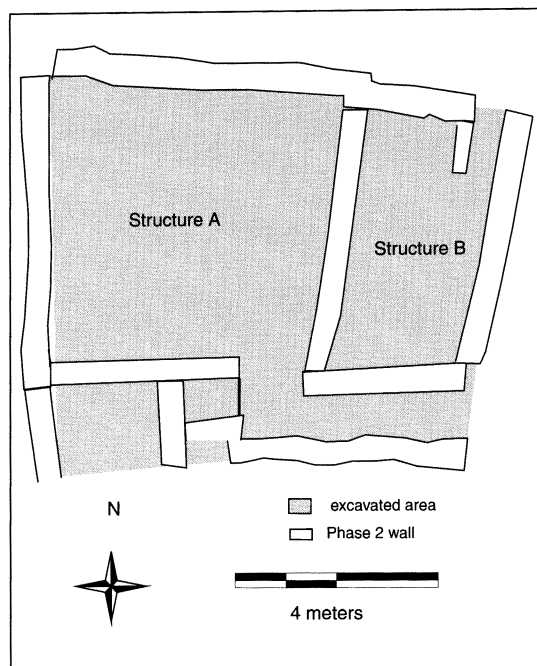 Structure A
Structure B
N
excavated area
Phase 2 wall
4 meters